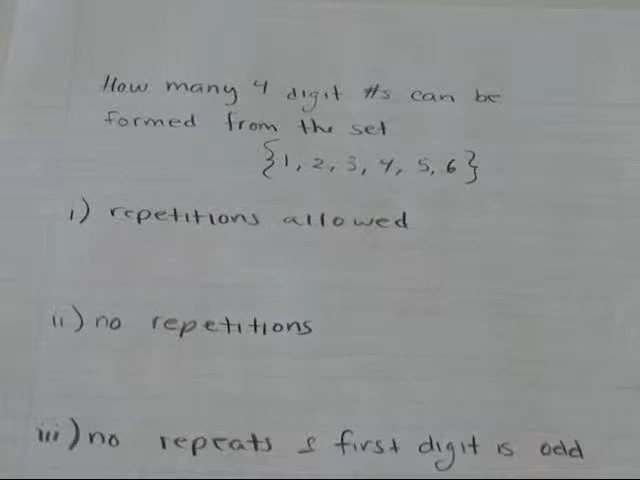 How many 4 digit #s can be
formed from the set
{1, 2, 3, 4, 5, 6}
i) repetitions allowed
ii) no repetitions
iii) no repeats & first digit is odd